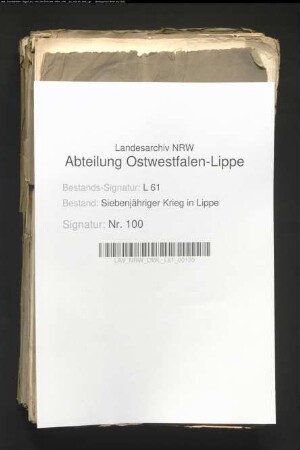 Landesarchiv NRW
Abteilung Ostwestfalen-Lippe
Bestands-Signatur: L 61
Bestand: Siebenjähriger Krieg in Lippe
Signatur: Nr. 100